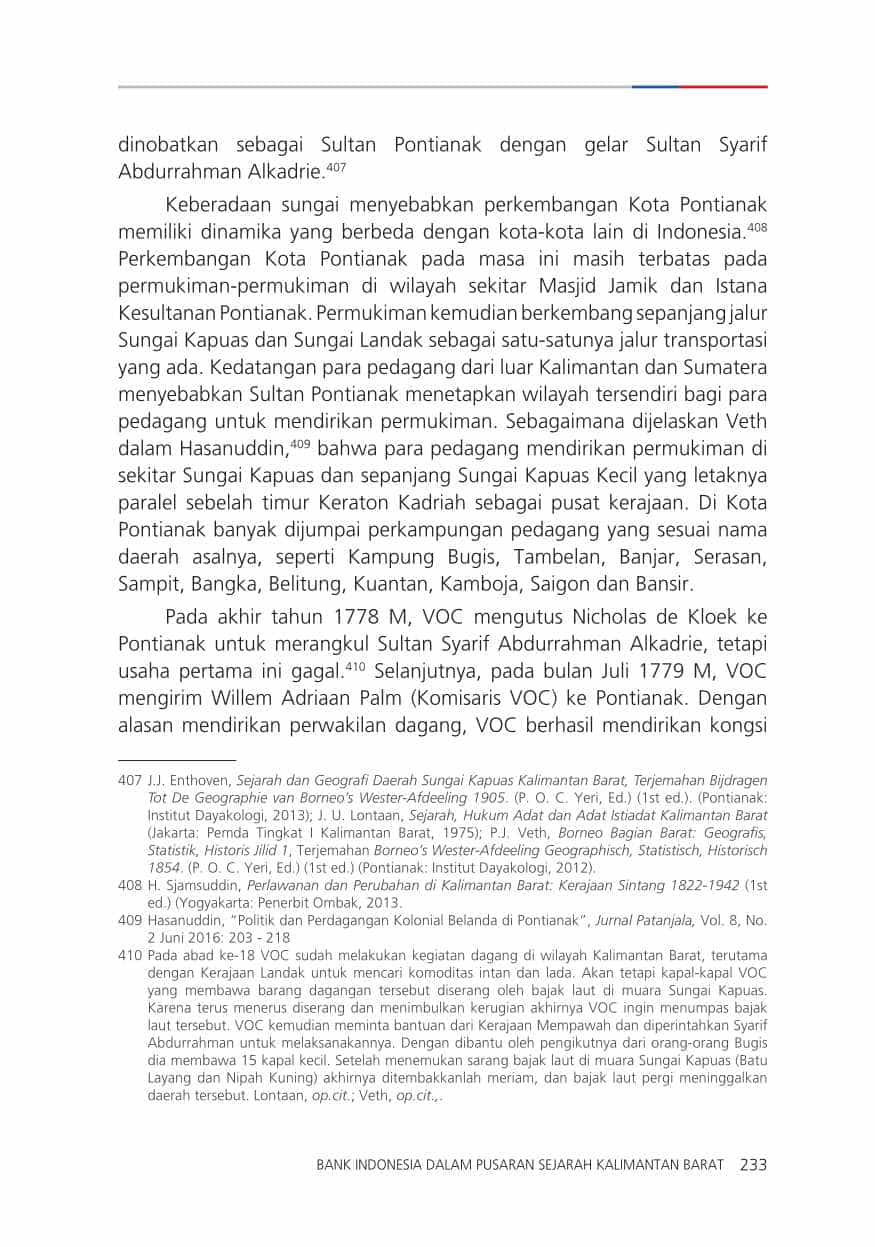 dinobatkan sebagai Sultan Pontianak dengan gelar Sultan Syarif
Abdurrahman Alkadrie.407
Keberadaan sungai menyebabkan perkembangan Kota Pontianak
memiliki dinamika yang berbeda dengan kota-kota lain di Indonesia.408
Perkembangan Kota Pontianak pada masa ini masih terbatas pada
permukiman-permukiman di wilayah sekitar Masjid Jamik dan Istana
Kesultanan Pontianak. Permukiman kemudian berkembang sepanjang jalur
Sungai Kapuas dan Sungai Landak sebagai satu-satunya jalur transportasi
yang ada. Kedatangan para pedagang dari luar Kalimantan dan Sumatera
menyebabkan Sultan Pontianak menetapkan wilayah tersendiri bagi para
pedagang untuk mendirikan permukiman. Sebagaimana dijelaskan Veth
dalam Hasanuddin,409 bahwa para pedagang mendirikan permukiman di
sekitar Sungai Kapuas dan sepanjang Sungai Kapuas Kecil yang letaknya
paralel sebelah timur Keraton Kadriah sebagai pusat kerajaan. Di Kota
Pontianak banyak dijumpai perkampungan pedagang yang sesuai nama
daerah asalnya, seperti Kampung Bugis, Tambelan, Banjar, Serasan,
Sampit, Bangka, Belitung, Kuantan, Kamboja, Saigon dan Bansir.
Pada akhir tahun 1778 M, VOC mengutus Nicholas de Kloek ke
Pontianak untuk merangkul Sultan Syarif Abdurrahman Alkadrie, tetapi
usaha pertama ini gagal.410 Selanjutnya, pada bulan Juli 1779 M, VOC
mengirim Willem Adriaan Palm (Komisaris VOC) ke Pontianak. Dengan
alasan mendirikan perwakilan dagang, VOC berhasil mendirikan kongsi
407 J.J. Enthoven, Sejarah dan Geografi Daerah Sungai Kapuas Kalimantan Barat, Terjemahan Bijdragen
Tot De Geographie van Borneo's Wester-Afdeeling 1905. (P. O. C. Yeri, Ed.) (1st ed.). (Pontianak:
Institut Dayakologi, 2013); J. U. Lontaan, Sejarah, Hukum Adat dan Adat Istiadat Kalimantan Barat
(Jakarta: Pemda Tingkat I Kalimantan Barat, 1975); P.J. Veth, Borneo Bagian Barat: Geografis,
Statistik, Historis Jilid 1, Terjemahan Borneo's Wester-Afdeeling Geographisch, Statistisch, Historisch
1854. (P. O. C. Yeri, Ed.) (1st ed.) (Pontianak: Institut Dayakologi, 2012).
408 H. Sjamsuddin, Perlawanan dan Perubahan di Kalimantan Barat: Kerajaan Sintang 1822-1942 (1st
ed.) (Yogyakarta: Penerbit Ombak, 2013.
409 Hasanuddin, "Politik dan Perdagangan Kolonial Belanda di Pontianak", Jurnal Patanjala, Vol. 8, No.
2 Juni 2016: 203 - 218
410 Pada abad ke-18 VOC sudah melakukan kegiatan dagang di wilayah Kalimantan Barat, terutama
dengan Kerajaan Landak untuk mencari komoditas intan dan lada. Akan tetapi kapal-kapal VOC
yang membawa barang dagangan tersebut diserang oleh bajak laut di muara Sungai Kapuas.
Karena terus menerus diserang dan menimbulkan kerugian akhirnya VOC ingin menumpas bajak
laut tersebut. VOC kemudian meminta bantuan dari Kerajaan Mempawah dan diperintahkan Syarif
Abdurrahman untuk melaksanakannya. Dengan dibantu oleh pengikutnya dari orang-orang Bugis
dia membawa 15 kapal kecil. Setelah menemukan sarang bajak laut di muara Sungai Kapuas (Batu
Layang dan Nipah Kuning) akhirnya ditembakkanlah meriam, dan bajak laut pergi meninggalkan
daerah tersebut. Lontaan, op.cit.; Veth, op.cit.,.
BANK INDONESIA DALAM PUSARAN SEJARAH KALIMANTAN BARAT 233